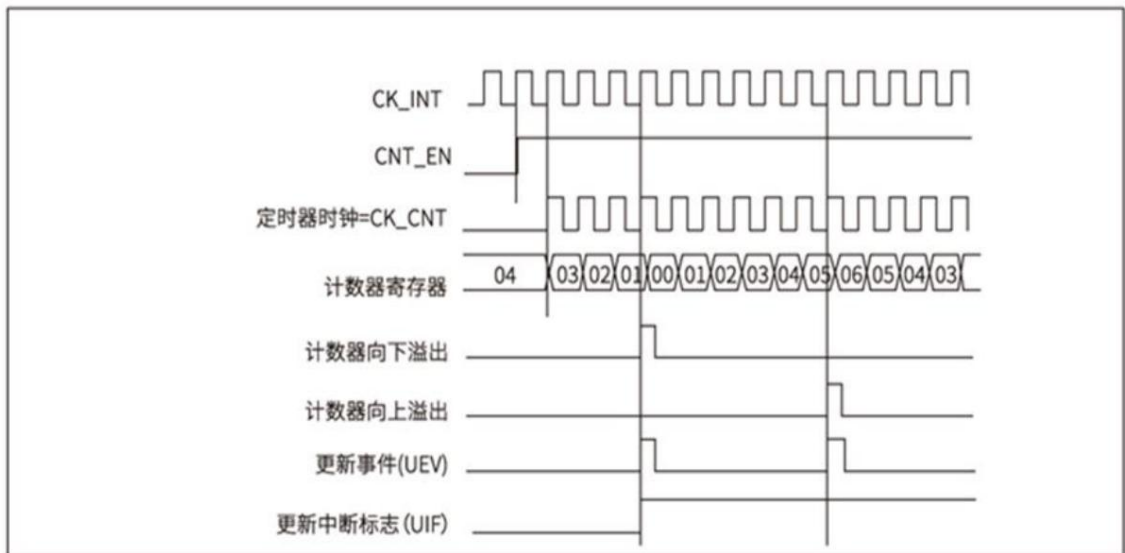 CK_INT
CNT_EN
定时器时钟=CK_CNT
计数器寄存器 04 03 02 01 00 01 02 03 04 05 06 05 04 03
计数器向下溢出
计数器向上溢出
更新事件(UEV)
更新中断标志(UIF)